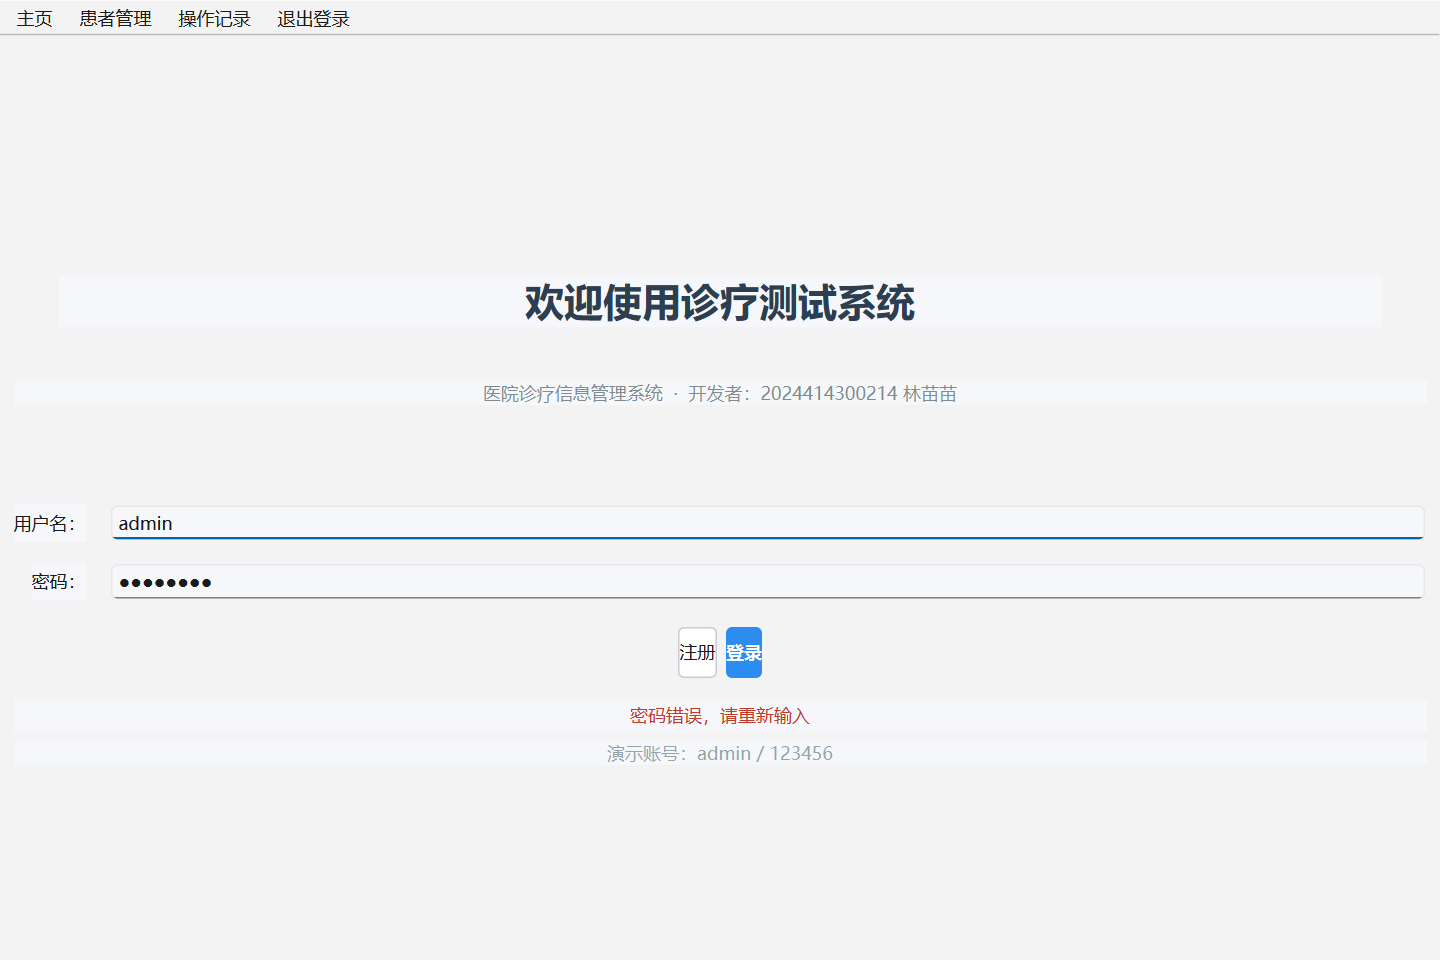 主页 患者管理 操作记录 退出登录
欢迎使用诊疗测试系统
医院诊疗信息管理系统 · 开发者：2024414300214 林苗苗
用户名： admin
密码： ●●●●●●●●
注册 登录
密码错误，请重新输入
演示账号：admin / 123456